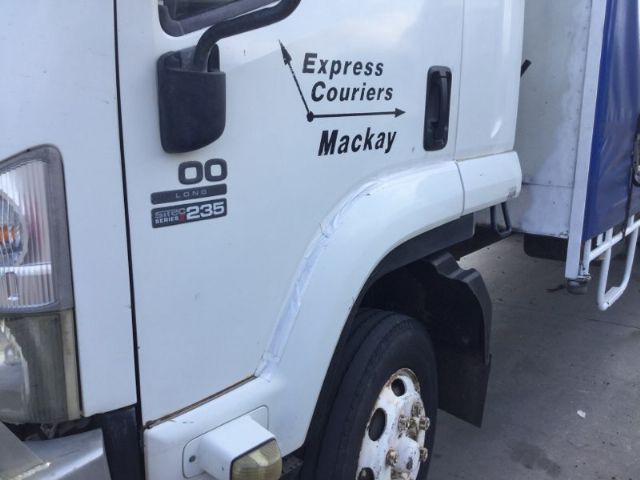 Express
Couriers
Mackay
00
LONG
SiTEC
SERIES 235